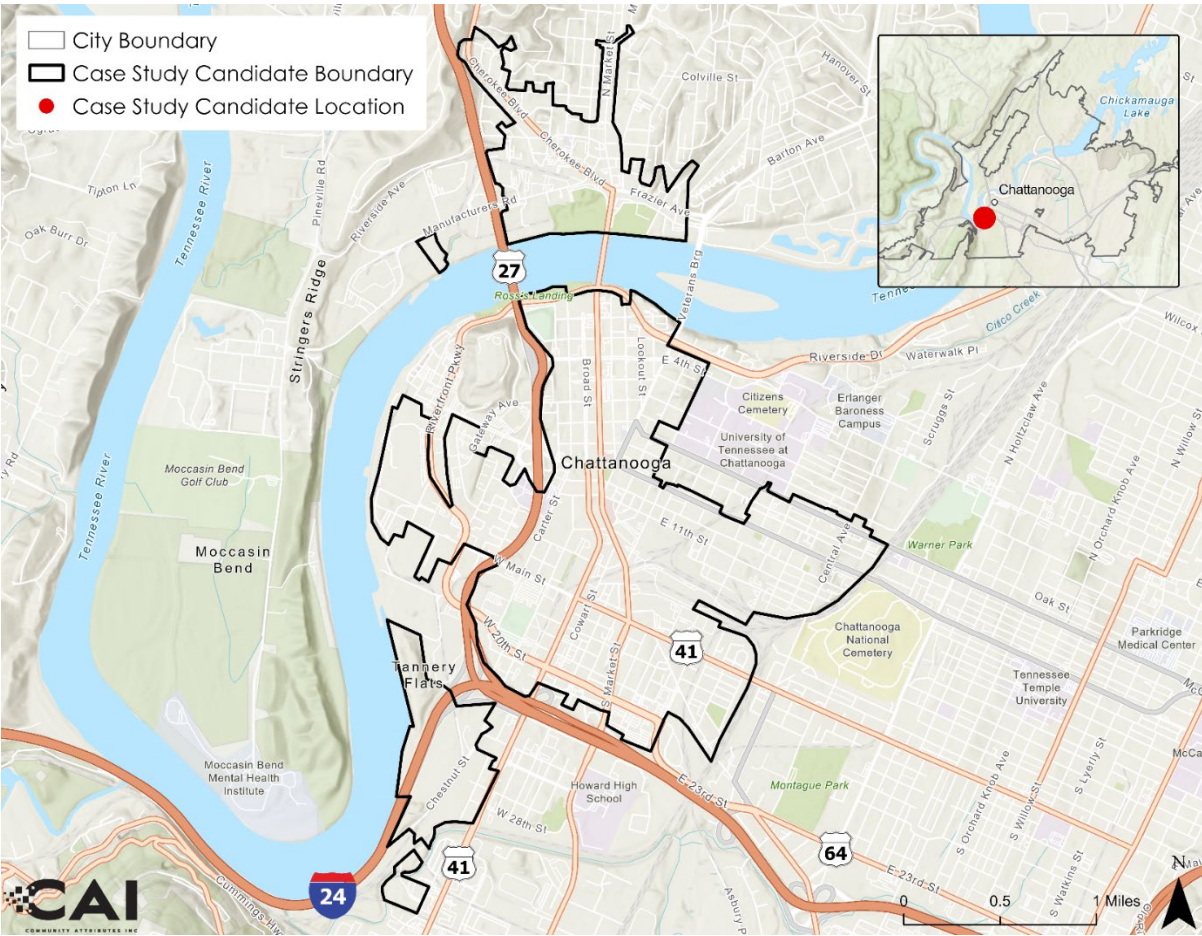 City Boundary
Case Study Candidate Boundary
Case Study Candidate Location
Chickamauga
Lake
Chattanooga
N Market St
Colville St
Hanover St
Cherokee Blvd
Cherokee Blvd
Barton Ave
Frazier Ave
Tipton Ln
Pineville Rd
Riverside Ave
Manufacturers Rd
Oak Burr Dr
Tennessee River
Stringers Ridge
27
Ross's Landing
Veterans Brg
Cisco Creek
Riverside Dr
Waterwalk Pl
E 4th St
Riverfront Pkwy
Broad St
Lookout St
Citizens
Cemetery
Erlanger
Baroness
Campus
Scruggs St
N Holtzclaw Ave
Gateway Ave
University of
Tennessee at
Chattanooga
Chattanooga
Moccasin Bend
Golf Club
Carter St
E 11th St
Central Ave
Warner Park
N Orchard Knob Ave
N Willow St
Tennessee River
Moccasin
Bend
W Main St
Oak St
Cowart St
W 20th St
S Market St
41
Chattanooga
National
Cemetery
Parkridge
Medical Center
Tannery
Flats
Tennessee
Temple
University
Moccasin Bend
Mental Health
Institute
Chestnut St
Howard High
School
E 23rd St
Montague Park
S Orchard Knob Ave
S Willow St
S Lyerly St
W 28th St
41
64
E 23rd St
S Watkins St
24
Cummings Hwy
N
0 0.5 1 Miles
CAI
COMMUNITY ATTRIBUTES INC